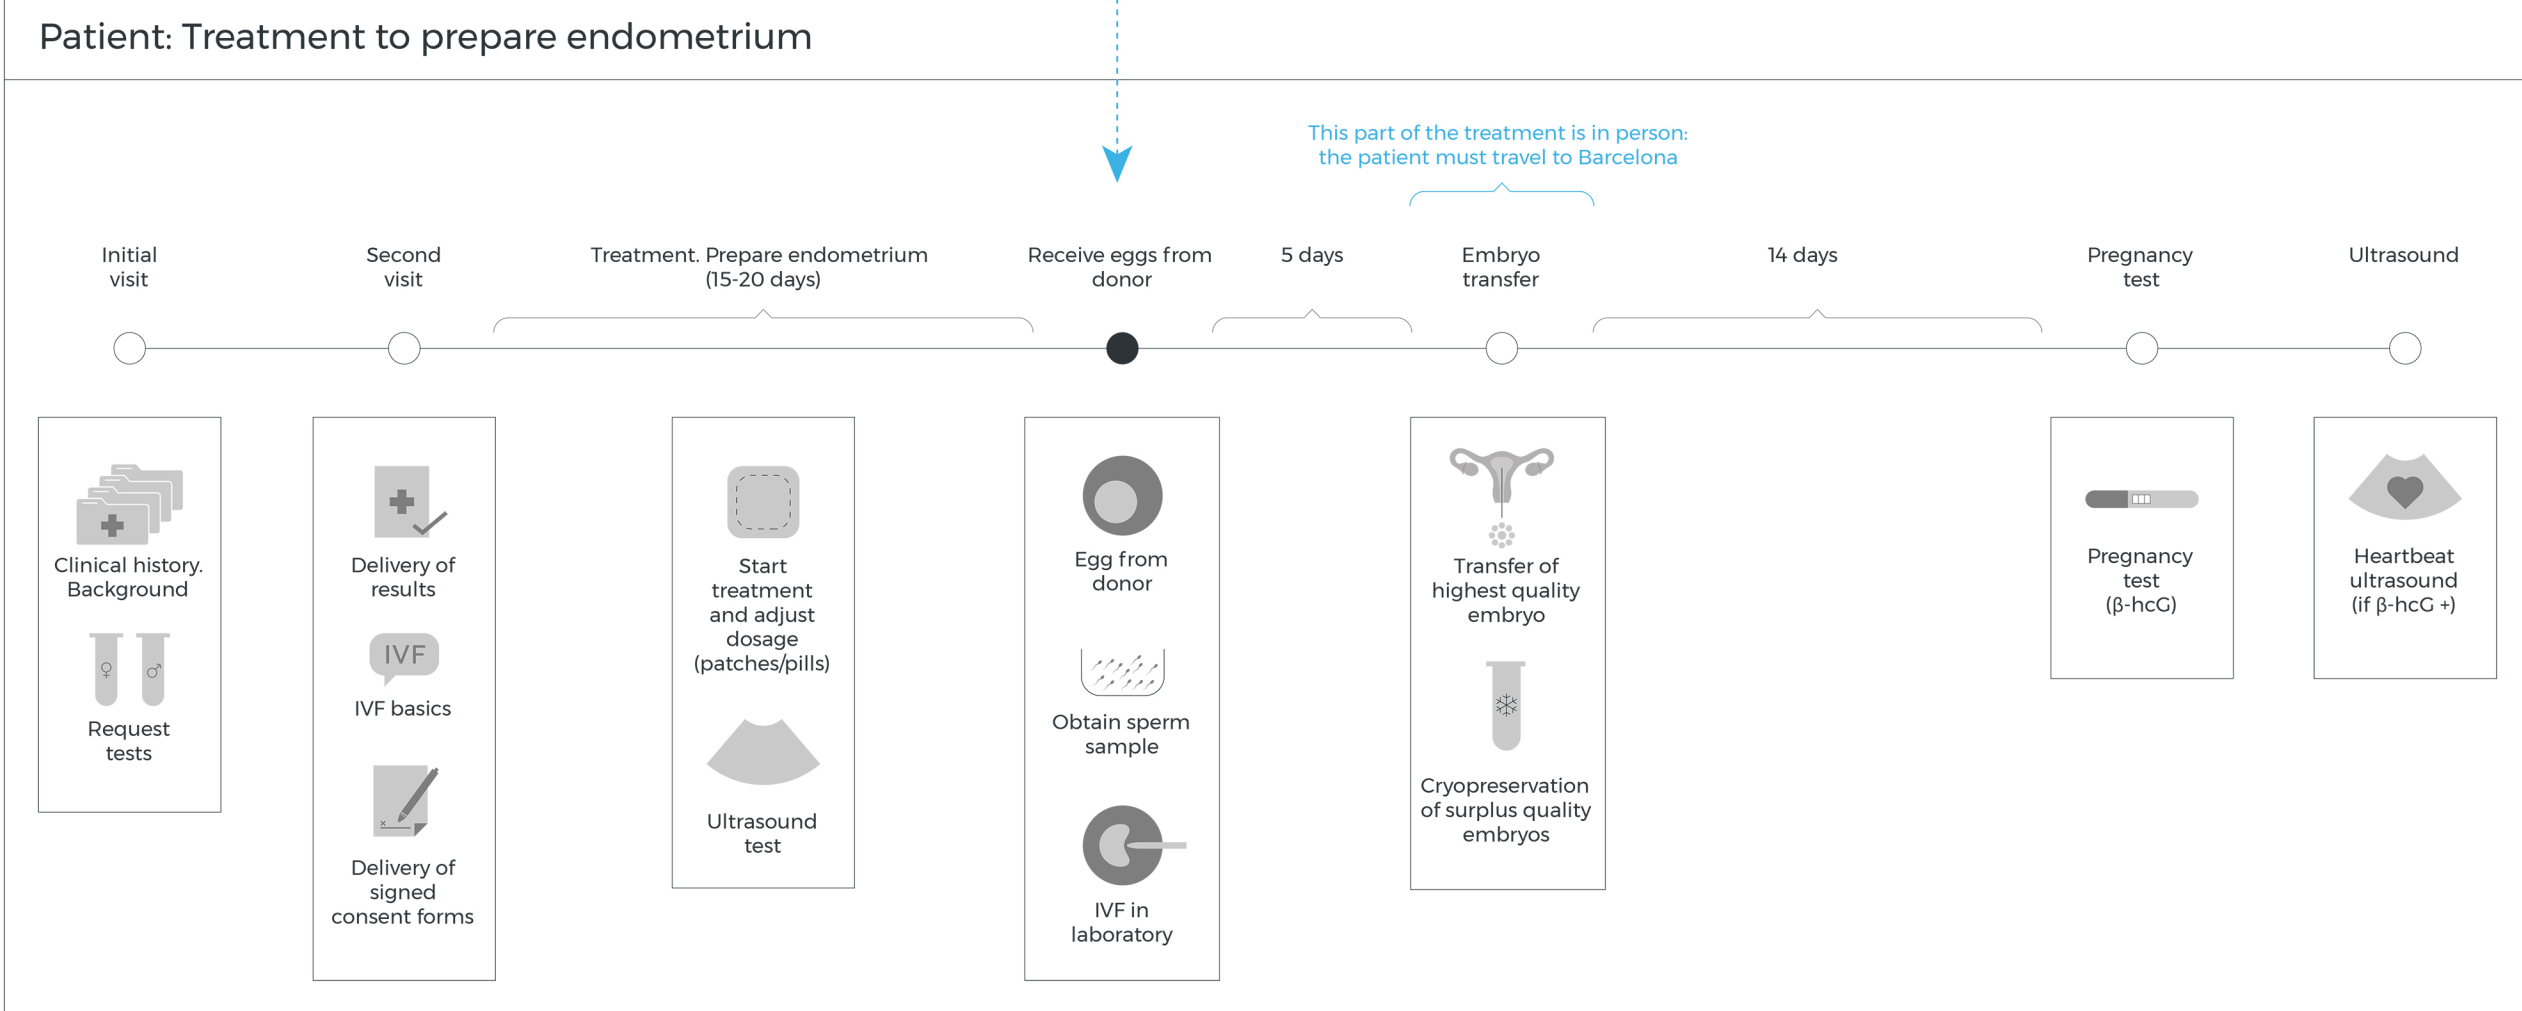 Patient: Treatment to prepare endometrium
This part of the treatment is in person:
the patient must travel to Barcelona
Initial
visit
Second
visit
Treatment. Prepare endometrium
(15-20 days)
Receive eggs from
donor
5 days
Embryo
transfer
14 days
Pregnancy
test
Ultrasound
Clinical history.
Background
♀ ♂
Request
tests
Delivery of
results
IVF
IVF basics
x
Delivery of
signed
consent forms
Start
treatment
and adjust
dosage
(patches/pills)
Ultrasound
test
Egg from
donor
Obtain sperm
sample
IVF in
laboratory
Transfer of
highest quality
embryo
Cryopreservation
of surplus quality
embryos
Pregnancy
test
(β-hcG)
Heartbeat
ultrasound
(if β-hcG +)